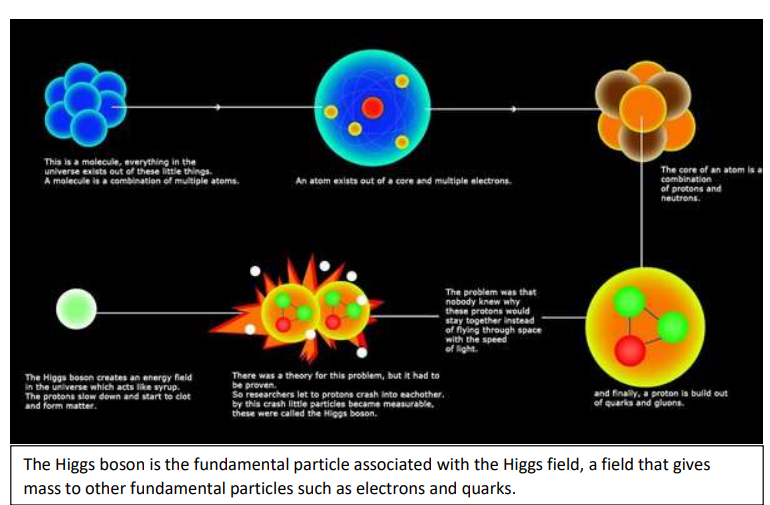 This is a molecule, everything in the
universe exists out of these little things.
A molecule is a combination of multiple atoms.
An atom exists out of a core and multiple electrons.
The core of an atom is a
combination
of protons and
neutrons.
and finally, a proton is build out
of quarks and gluons.
The problem was that
nobody knew why
these protons would
stay together instead
of flying through space
with the speed
of light.
There was a theory for this problem, but it had to
be proven.
So researchers let to protons crash into eachother.
by this crash little particles became measurable,
these were called the Higgs boson.
The Higgs boson creates an energy field
in the universe which acts like syrup.
The protons slow down and start to clot
and form matter.
The Higgs boson is the fundamental particle associated with the Higgs field, a field that gives
mass to other fundamental particles such as electrons and quarks.